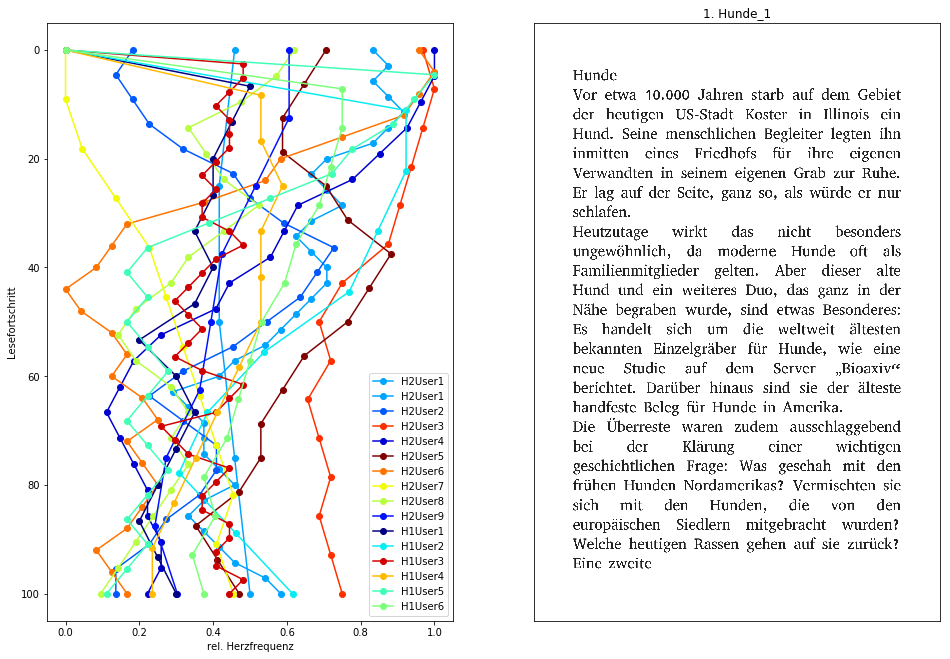 0
20
40
60
80
100
Lesefortschritt
0.0
0.2
0.4
0.6
0.8
1.0
rel. Herzfrequenz
H2User1
H2User1
H2User2
H2User3
H2User4
H2User5
H2User6
H2User7
H2User8
H2User9
H1User1
H1User2
H1User3
H1User4
H1User5
H1User6
1. Hunde_1
Hunde
Vor etwa 10.000 Jahren starb auf dem Gebiet
der heutigen US-Stadt Koster in Illinois ein
Hund. Seine menschlichen Begleiter legten ihn
inmitten eines Friedhofs für ihre eigenen
Verwandten in seinem eigenen Grab zur Ruhe.
Er lag auf der Seite, ganz so, als würde er nur
schlafen.
Heutzutage wirkt das nicht besonders
ungewöhnlich, da moderne Hunde oft als
Familienmitglieder gelten. Aber dieser alte
Hund und ein weiteres Duo, das ganz in der
Nähe begraben wurde, sind etwas Besonderes:
Es handelt sich um die weltweit ältesten
bekannten Einzelgräber für Hunde, wie eine
neue Studie auf dem Server „Bioaxiv“
berichtet. Darüber hinaus sind sie der älteste
handfeste Beleg für Hunde in Amerika.
Die Überreste waren zudem ausschlaggebend
bei der Klärung einer wichtigen
geschichtlichen Frage: Was geschah mit den
frühen Hunden Nordamerikas? Vermischten sie
sich mit den Hunden, die von den
europäischen Siedlern mitgebracht wurden?
Welche heutigen Rassen gehen auf sie zurück?
Eine zweite